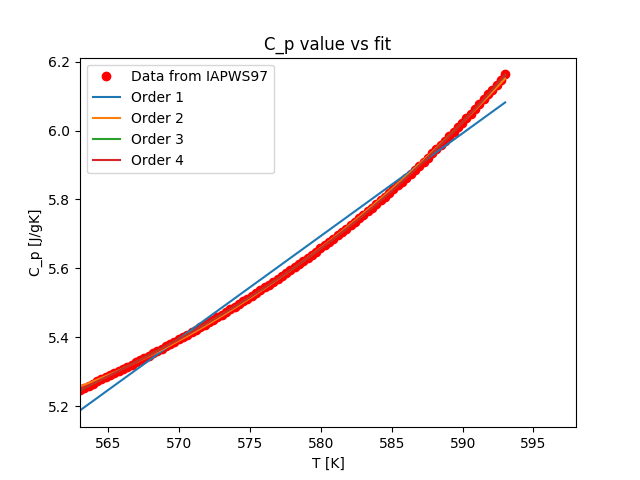 C_p value vs fit
Data from IAPWS97
Order 1
Order 2
Order 3
Order 4
6.2
6.0
5.8
5.6
5.4
5.2
C_p [J/gK]
565 570 575 580 585 590 595
T [K]